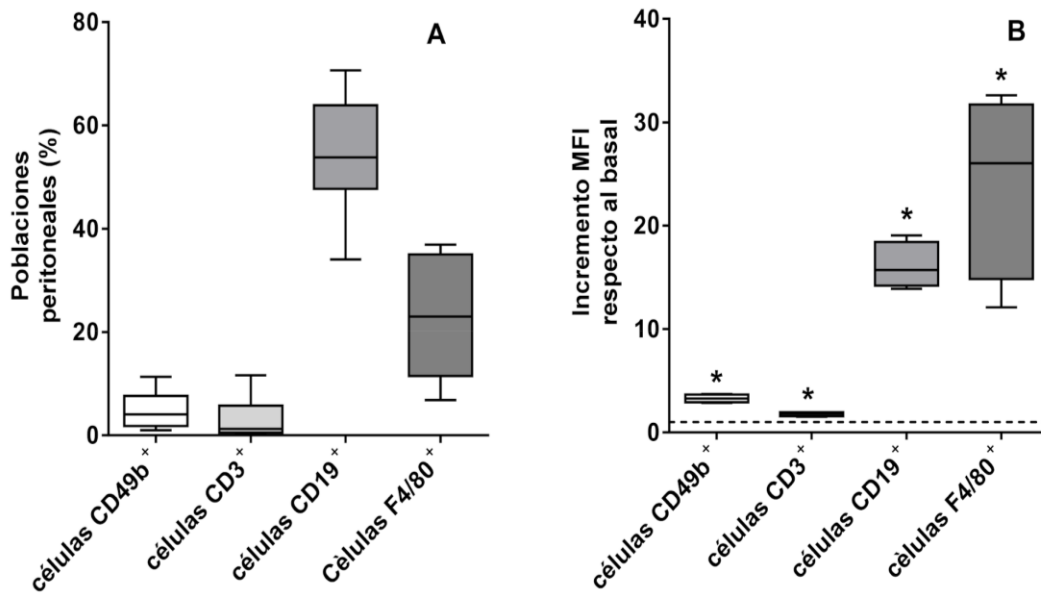 A
Poblaciones
peritoneales (%)
80
60
40
20
0
células CD49b×
células CD3×
células CD19×
Cèlulas F4/80×
B
Incremento MFI
respecto al basal
40
30
20
10
0
*
*
*
*
células CD49b×
células CD3×
células CD19×
cèlulas F4/80×